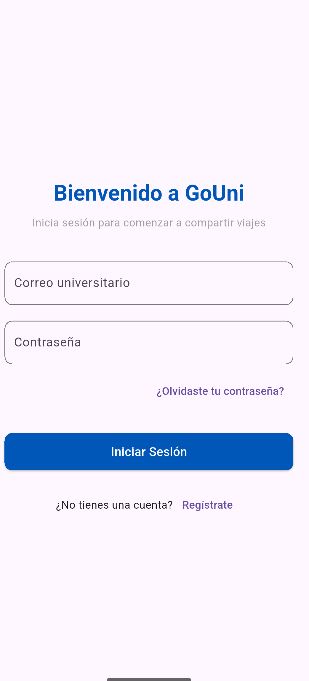 Bienvenido a GoUni
Inicia sesión para comenzar a compartir viajes
Correo universitario
Contraseña
¿Olvidaste tu contraseña?
Iniciar Sesión
¿No tienes una cuenta? Regístrate